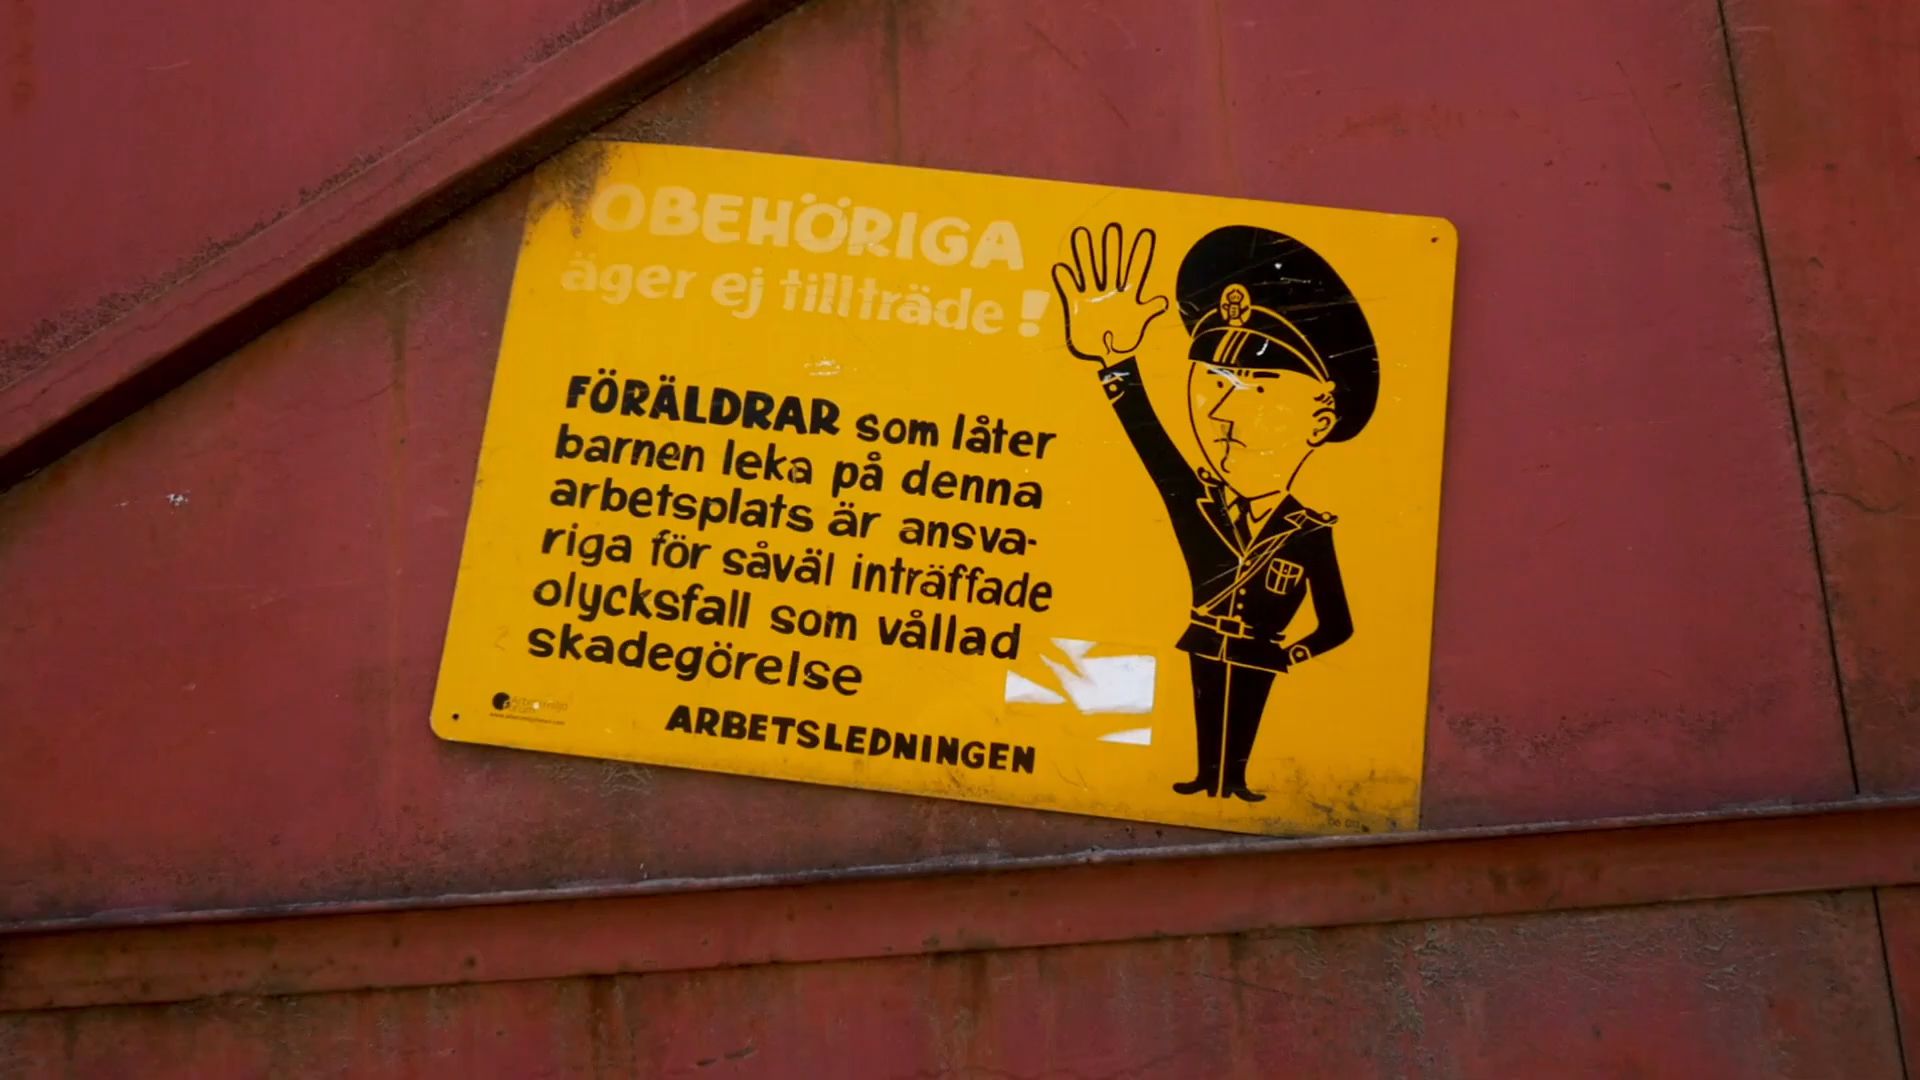 OBEHÖRIGA
äger ej tillträde!
FÖRÄLDRAR som låter
barnen leka på denna
arbetsplats är ansva-
riga för såväl inträffade
olycksfall som vållad
skadegörelse
ARBETSLEDNINGEN